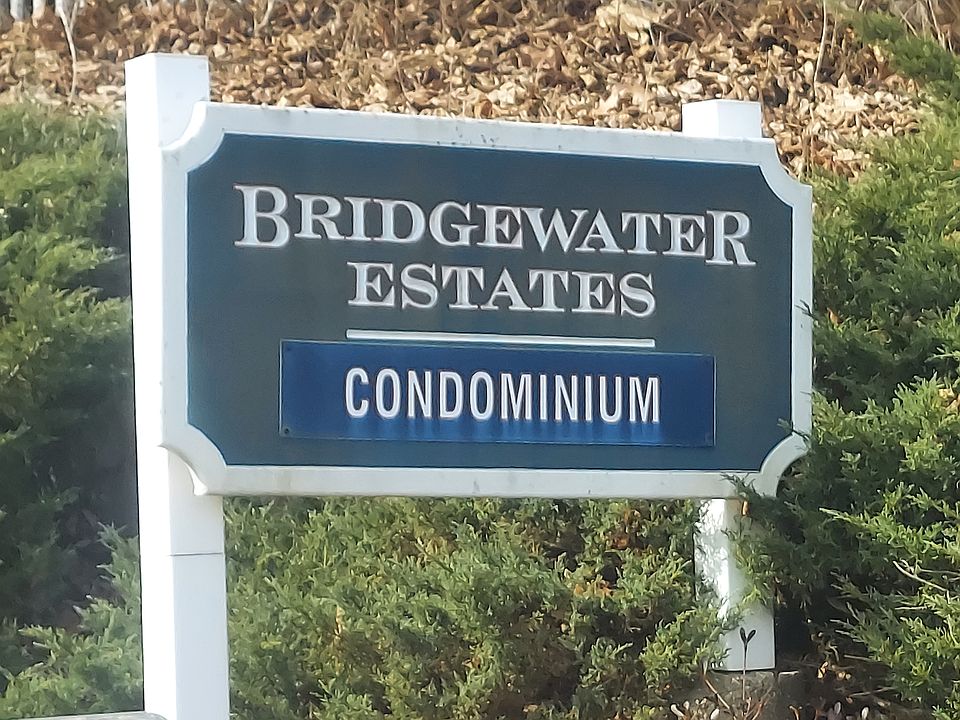 BRIDGEWATER
ESTATES
CONDOMINIUM